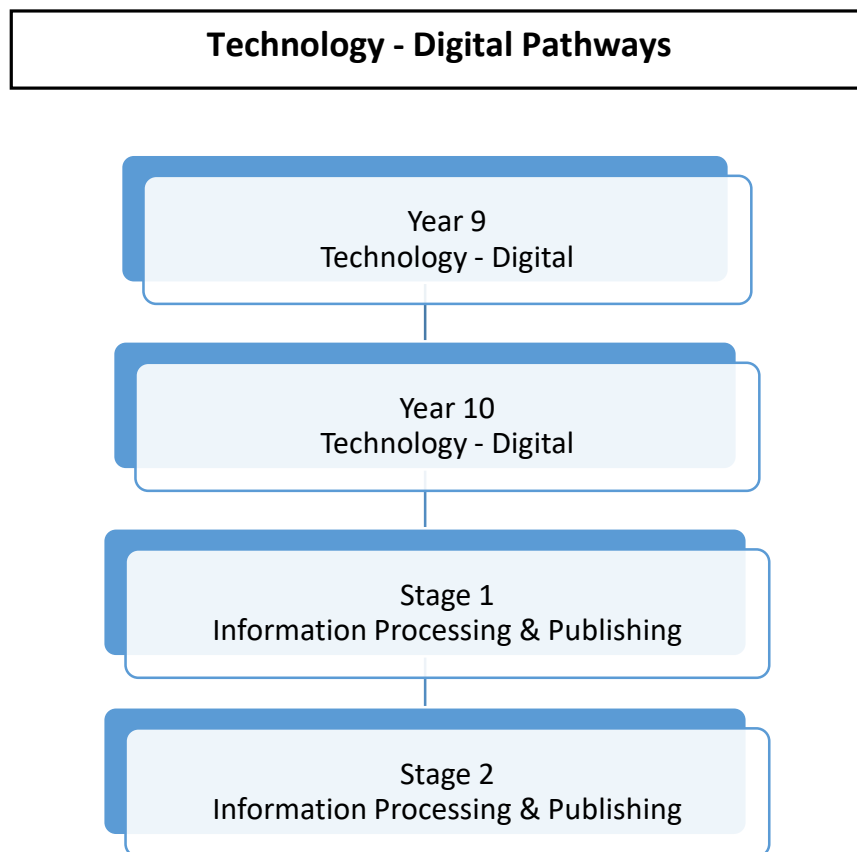 Technology - Digital Pathways
Year 9
Technology - Digital
Year 10
Technology - Digital
Stage 1
Information Processing & Publishing
Stage 2
Information Processing & Publishing